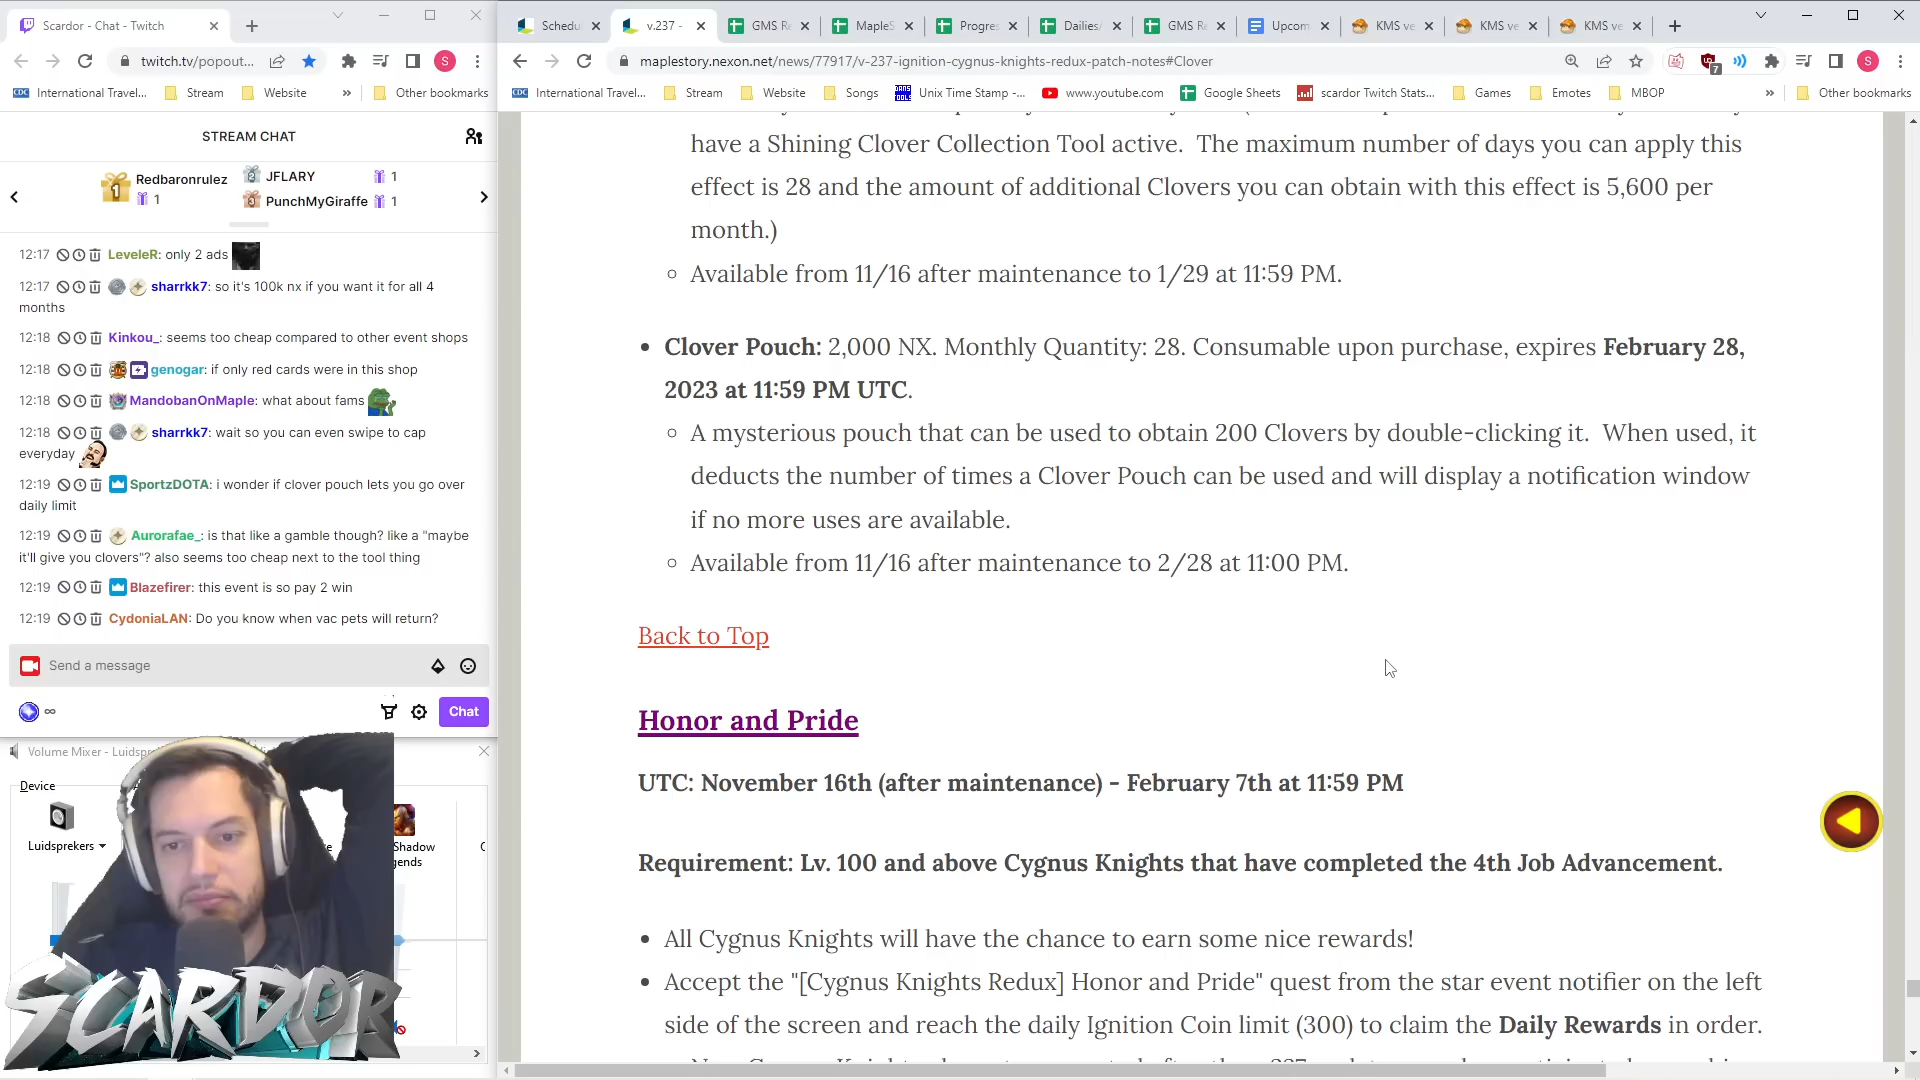 Scardor - Chat - Twitch
Schedu
v.237 -
GMS Re
MapleS
Progres
Dailies/
GMS Re
Upcom
KMS ve
KMS ve
KMS ve
twitch.tv/popout...
maplestory.nexon.net/news/77917/v-237-ignition-cygnus-knights-redux-patch-notes#Clover
International Travel...
Stream
Website
Other bookmarks
International Travel...
Stream
Website
Songs
Unix Time Stamp -...
www.youtube.com
Google Sheets
scardor Twitch Stats...
Games
Emotes
MBOP
Other bookmarks
STREAM CHAT
Redbaronrulez
1
JFLARY 1
PunchMyGiraffe 1
12:17 LeveleR: only 2 ads
12:17 sharrkk7: so it's 100k nx if you want it for all 4
months
12:18 Kinkou_: seems too cheap compared to other event shops
12:18 genogar: if only red cards were in this shop
12:18 MandobanOnMaple: what about fams
12:18 sharrkk7: wait so you can even swipe to cap
everyday
12:19 SportzDOTA: i wonder if clover pouch lets you go over
daily limit
12:19 Aurorafae_: is that like a gamble though? like a "maybe
it'll give you clovers"? also seems too cheap next to the tool thing
12:19 Blazefirer: this event is so pay 2 win
12:19 CydoniaLAN: Do you know when vac pets will return?
Send a message
∞
Chat
Volume Mixer - Luidspr
Device
Luidsprekers
Shadow
gends
SCARDOR
have a Shining Clover Collection Tool active. The maximum number of days you can apply this
effect is 28 and the amount of additional Clovers you can obtain with this effect is 5,600 per
month.)
Available from 11/16 after maintenance to 1/29 at 11:59 PM.
Clover Pouch: 2,000 NX. Monthly Quantity: 28. Consumable upon purchase, expires February 28,
2023 at 11:59 PM UTC.
A mysterious pouch that can be used to obtain 200 Clovers by double-clicking it. When used, it
deducts the number of times a Clover Pouch can be used and will display a notification window
if no more uses are available.
Available from 11/16 after maintenance to 2/28 at 11:00 PM.
Back to Top
Honor and Pride
UTC: November 16th (after maintenance) - February 7th at 11:59 PM
Requirement: Lv. 100 and above Cygnus Knights that have completed the 4th Job Advancement.
All Cygnus Knights will have the chance to earn some nice rewards!
Accept the "[Cygnus Knights Redux] Honor and Pride" quest from the star event notifier on the left
side of the screen and reach the daily Ignition Coin limit (300) to claim the Daily Rewards in order.